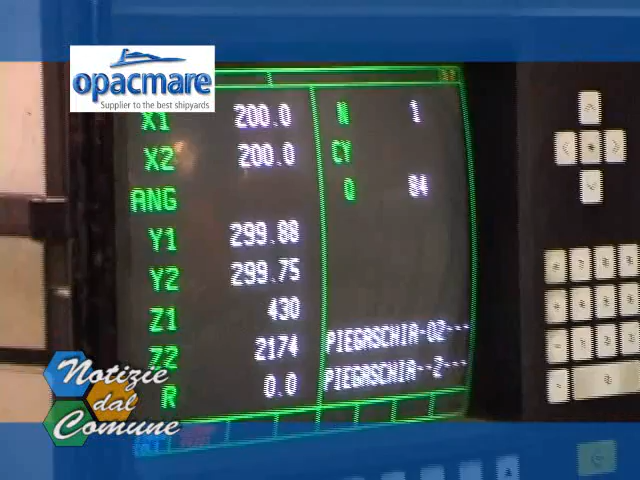 opacmare
Supplier to the best shipyards
X1 200.0 N 1
X2 200.0 CY
ANG Q 84
Y1 299.88
Y2 299.75
Z1 430
Z2 2174 PIEGASCHIA-02---
R 0.0 PIEGASCHIA--2---
Notizie
dal
Comune